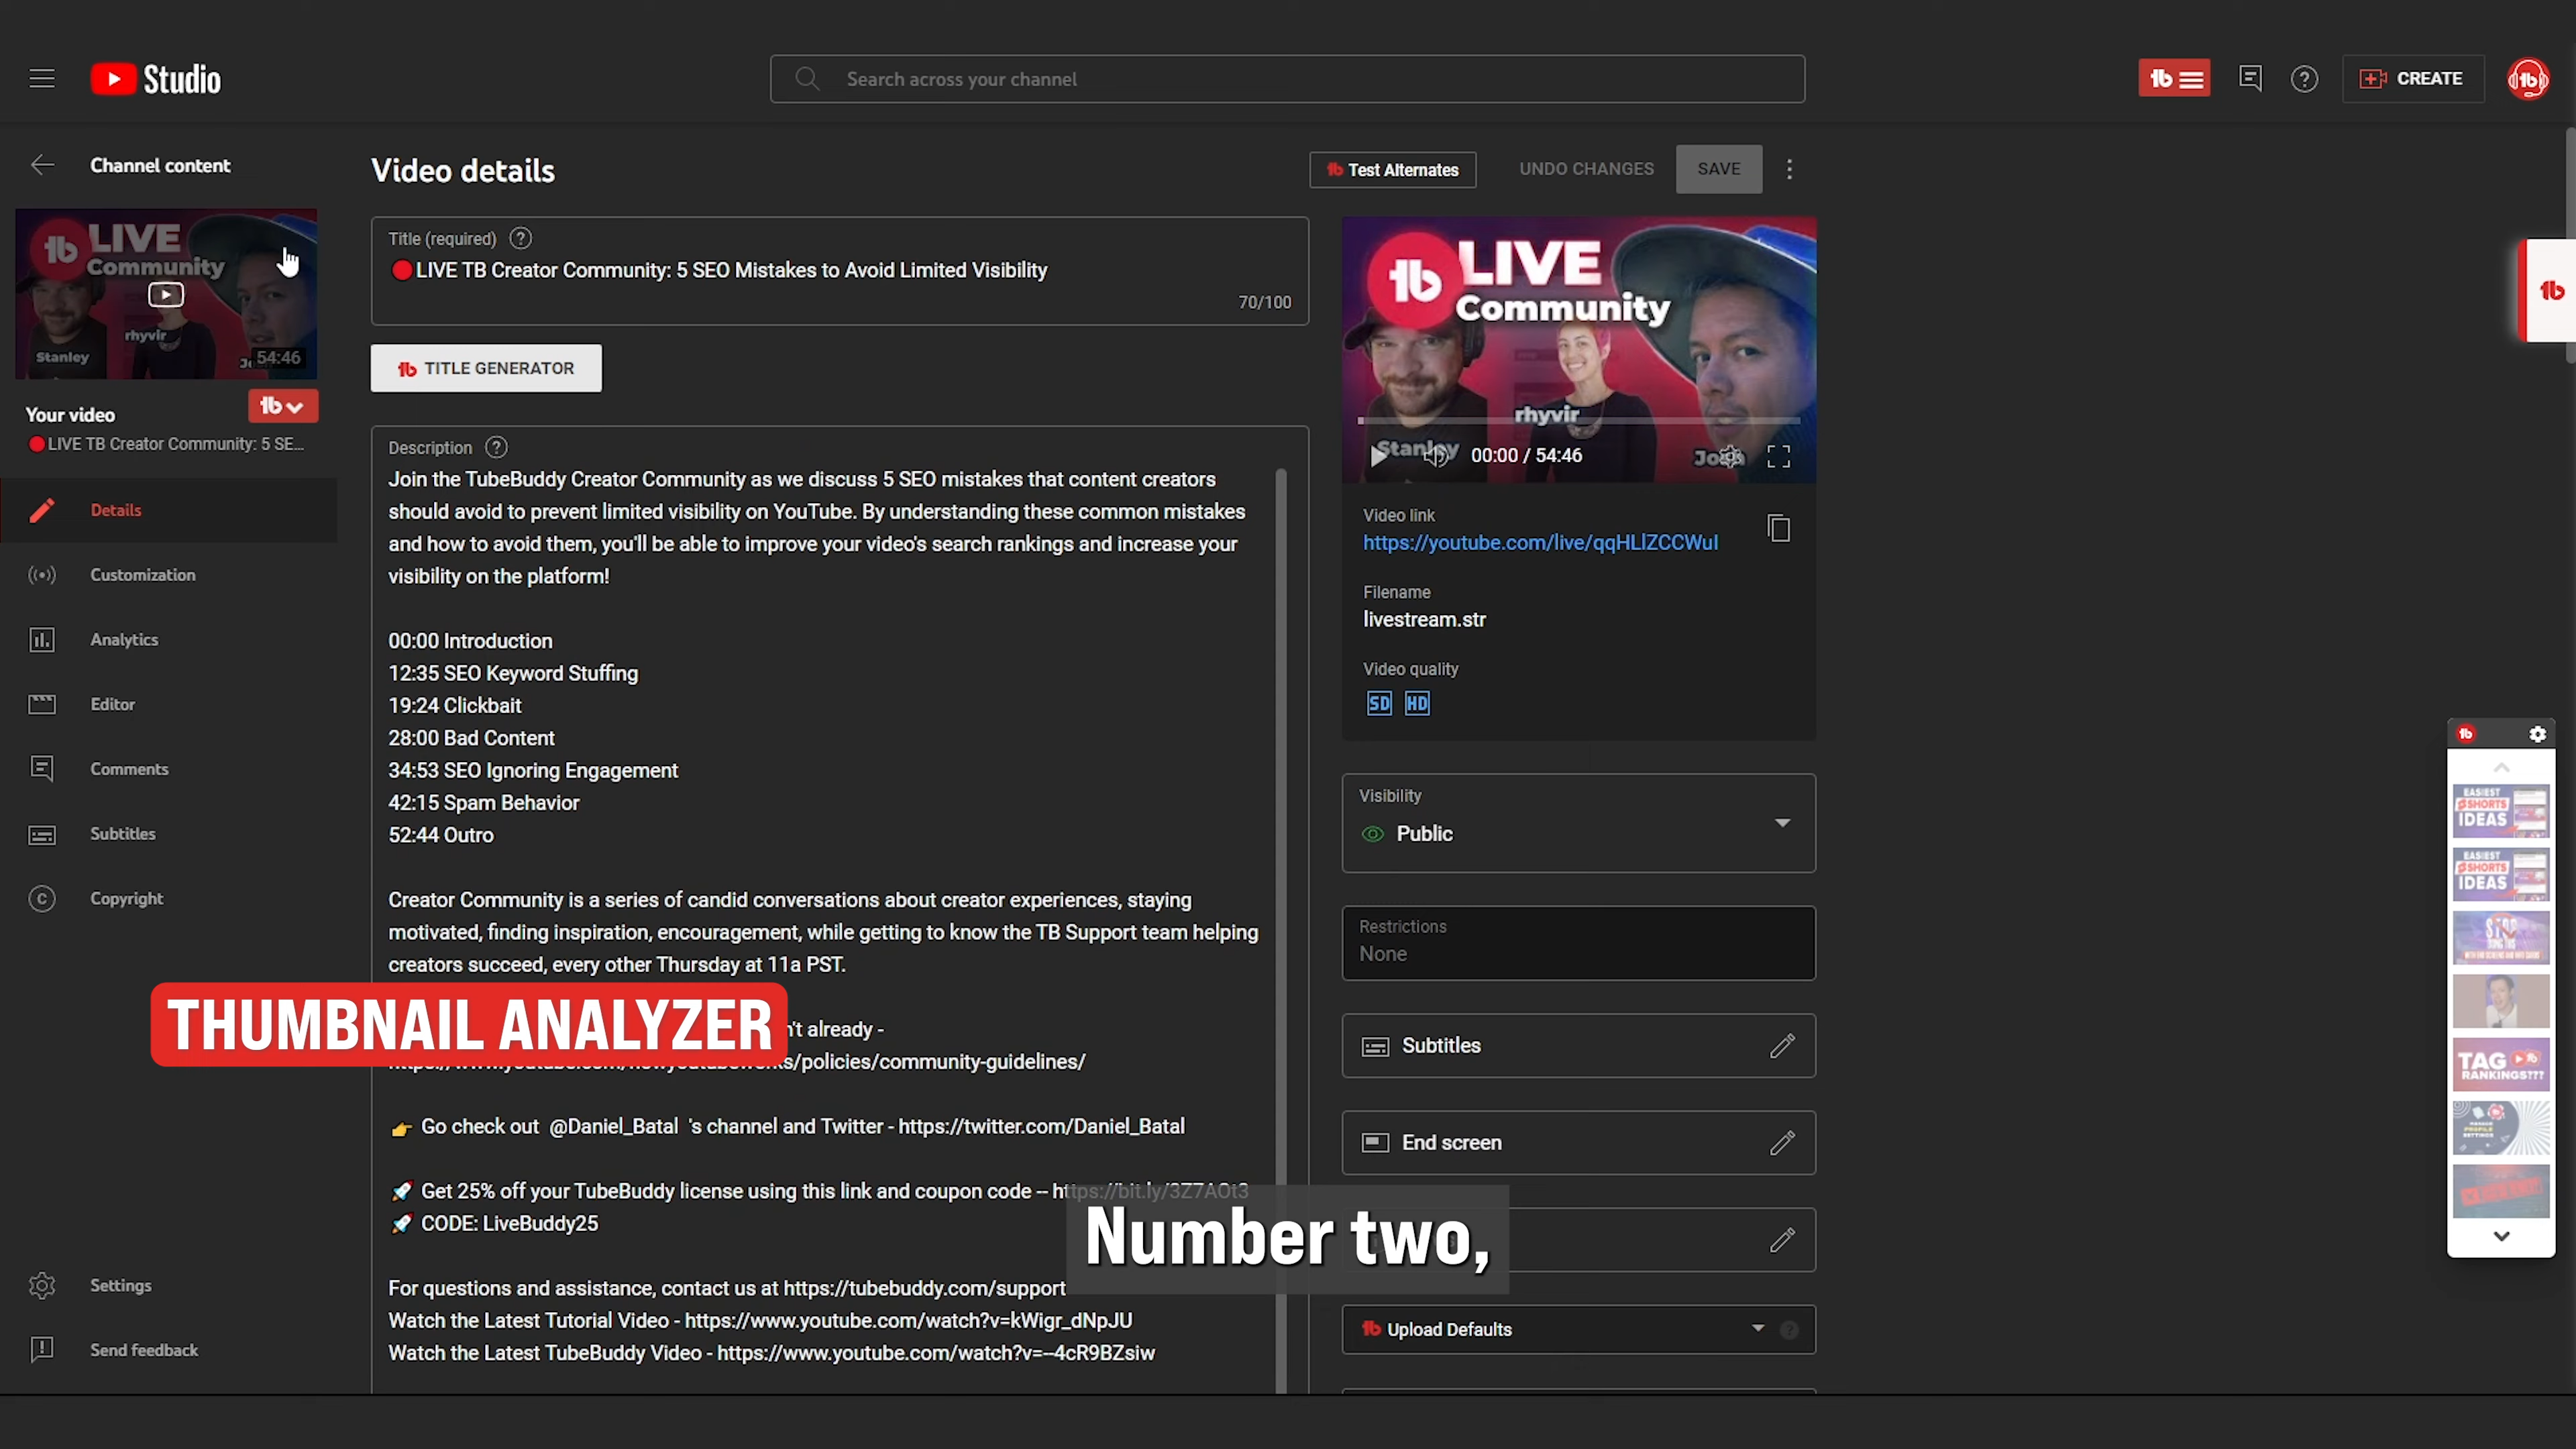 Studio
Search across your channel
CREATE
Channel content
LIVE
Community
Stanley
rhyvir
54:46
Your video
LIVE TB Creator Community: 5 SE...
Details
Customization
Analytics
Editor
Comments
Subtitles
Copyright
Settings
Send feedback
Video details
Test Alternates
UNDO CHANGES
SAVE
Title (required)
🔴LIVE TB Creator Community: 5 SEO Mistakes to Avoid Limited Visibility
70/100
TITLE GENERATOR
Description
Join the TubeBuddy Creator Community as we discuss 5 SEO mistakes that content creators
should avoid to prevent limited visibility on YouTube. By understanding these common mistakes
and how to avoid them, you'll be able to improve your video's search rankings and increase your
visibility on the platform!
00:00 Introduction
12:35 SEO Keyword Stuffing
19:24 Clickbait
28:00 Bad Content
34:53 SEO Ignoring Engagement
42:15 Spam Behavior
52:44 Outro
Creator Community is a series of candid conversations about creator experiences, staying
motivated, finding inspiration, encouragement, while getting to know the TB Support team helping
creators succeed, every other Thursday at 11a PST.
THUMBNAIL ANALYZER
already -
/policies/community-guidelines/
👉 Go check out @Daniel_Batal 's channel and Twitter - https://twitter.com/Daniel_Batal
🚀 Get 25% off your TubeBuddy license using this link and coupon code -- https://bit.ly/3Z7AOt3
🚀 CODE: LiveBuddy25
Number two,
For questions and assistance, contact us at https://tubebuddy.com/support
Watch the Latest Tutorial Video - https://www.youtube.com/watch?v=kWigr_dNpJU
Watch the Latest TubeBuddy Video - https://www.youtube.com/watch?v=--4cR9BZsiw
LIVE
Community
rhyvir
Stanley
00:00 / 54:46
Video link
https://youtube.com/live/qqHLlZCCWuI
Filename
livestream.str
Video quality
SD HD
Visibility
Public
Restrictions
None
Subtitles
End screen
Upload Defaults
EASIEST
SHORTS
IDEAS
EASIEST
SHORTS
IDEAS
STOP
TAG
RANKINGS???